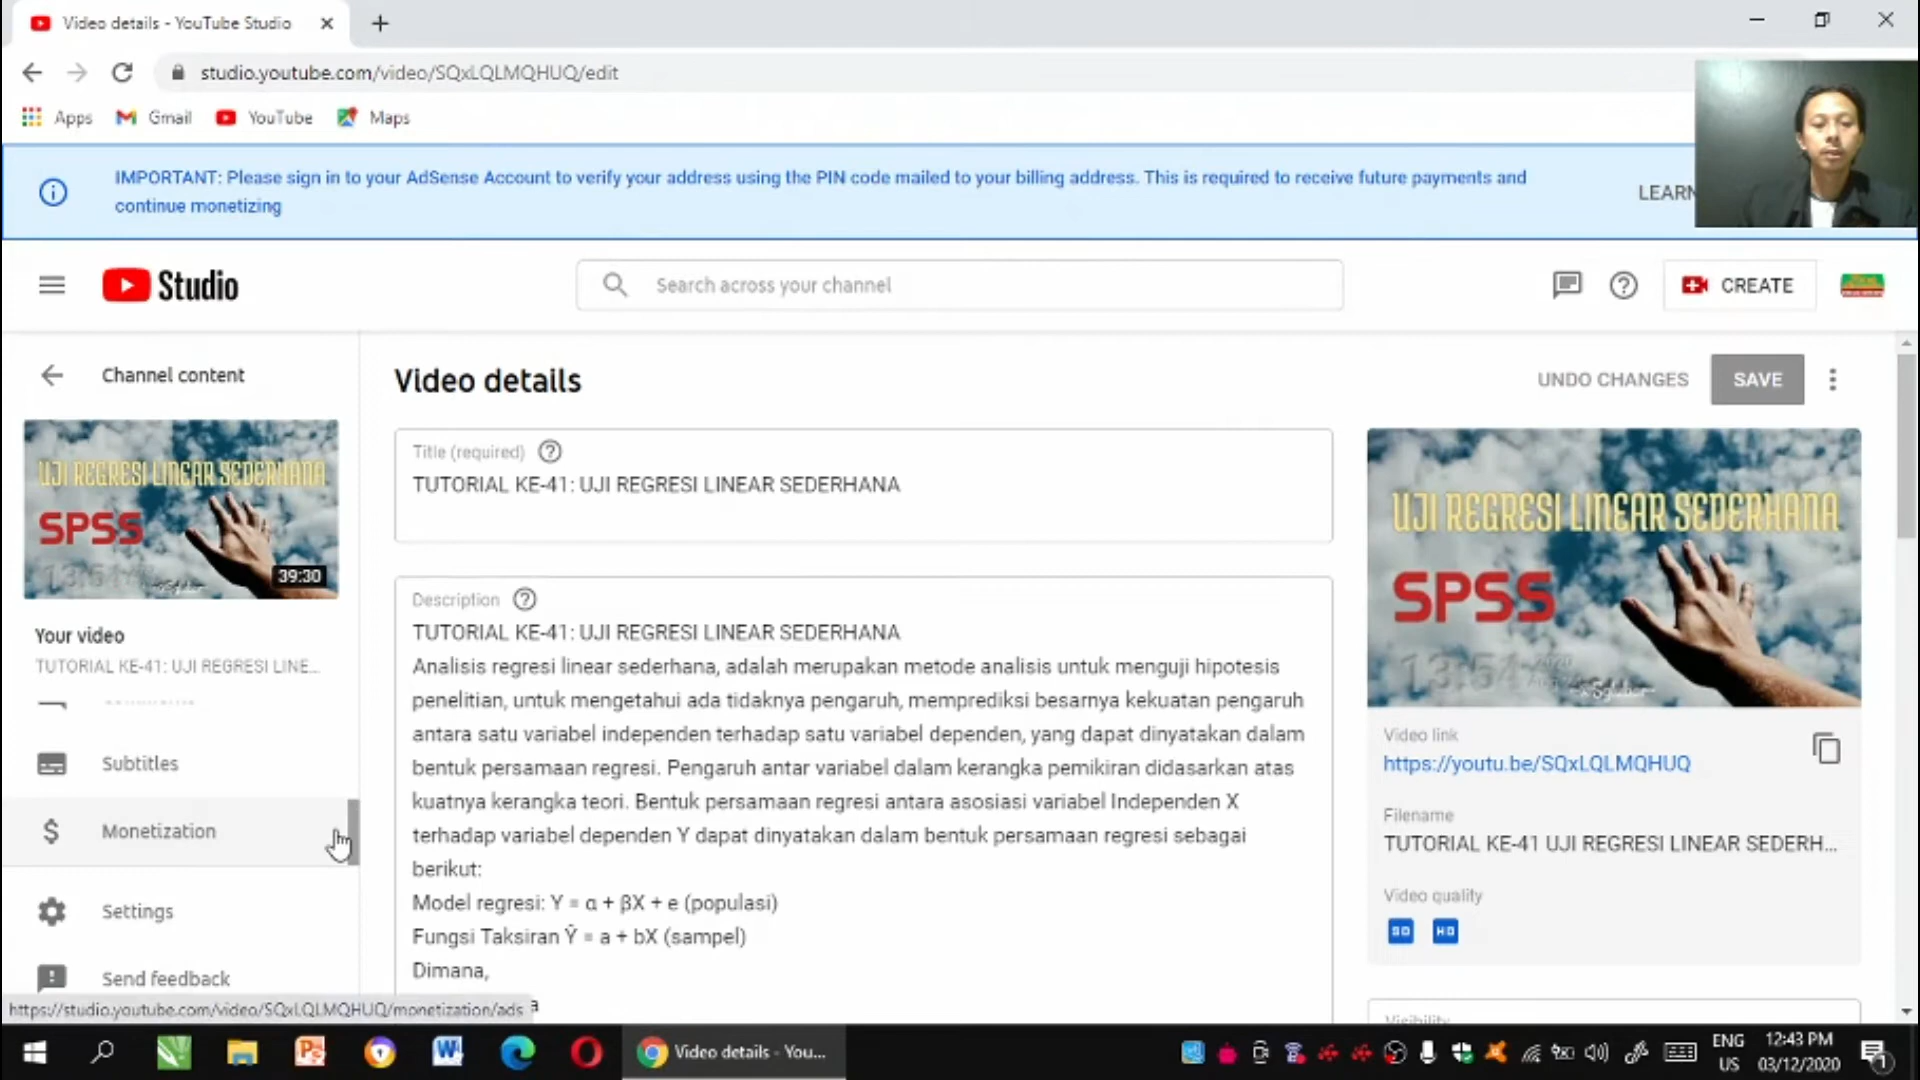 Video details - YouTube Studio
studio.youtube.com/video/SQxLQLMQHUQ/edit
Apps
Gmail
YouTube
Maps
IMPORTANT: Please sign in to your AdSense Account to verify your address using the PIN code mailed to your billing address. This is required to receive future payments and
continue monetizing
LEARN
Studio
Search across your channel
CREATE
Channel content
UJI REGRESI LINEAR SEDERHANA
SPSS
13:54
39:30
Your video
TUTORIAL KE-41: UJI REGRESI LINE...
Subtitles
Monetization
Settings
Send feedback
https://studio.youtube.com/video/SQxLQLMQHUQ/monetization/ads
Video details
UNDO CHANGES
SAVE
Title (required)
TUTORIAL KE-41: UJI REGRESI LINEAR SEDERHANA
Description
TUTORIAL KE-41: UJI REGRESI LINEAR SEDERHANA
Analisis regresi linear sederhana, adalah merupakan metode analisis untuk menguji hipotesis
penelitian, untuk mengetahui ada tidaknya pengaruh, memprediksi besarnya kekuatan pengaruh
antara satu variabel independen terhadap satu variabel dependen, yang dapat dinyatakan dalam
bentuk persamaan regresi. Pengaruh antar variabel dalam kerangka pemikiran didasarkan atas
kuatnya kerangka teori. Bentuk persamaan regresi antara asosiasi variabel Independen X
terhadap variabel dependen Y dapat dinyatakan dalam bentuk persamaan regresi sebagai
berikut:
Model regresi: Y = α + βX + e (populasi)
Fungsi Taksiran Ŷ = a + bX (sampel)
Dimana,
UJI REGRESI LINEAR SEDERHANA
SPSS
13:54
Video link
https://youtu.be/SQxLQLMQHUQ
Filename
TUTORIAL KE-41 UJI REGRESI LINEAR SEDERH...
Video quality
SD
HD
Visibility
Video details - You...
ENG
US
12:43 PM
03/12/2020
1